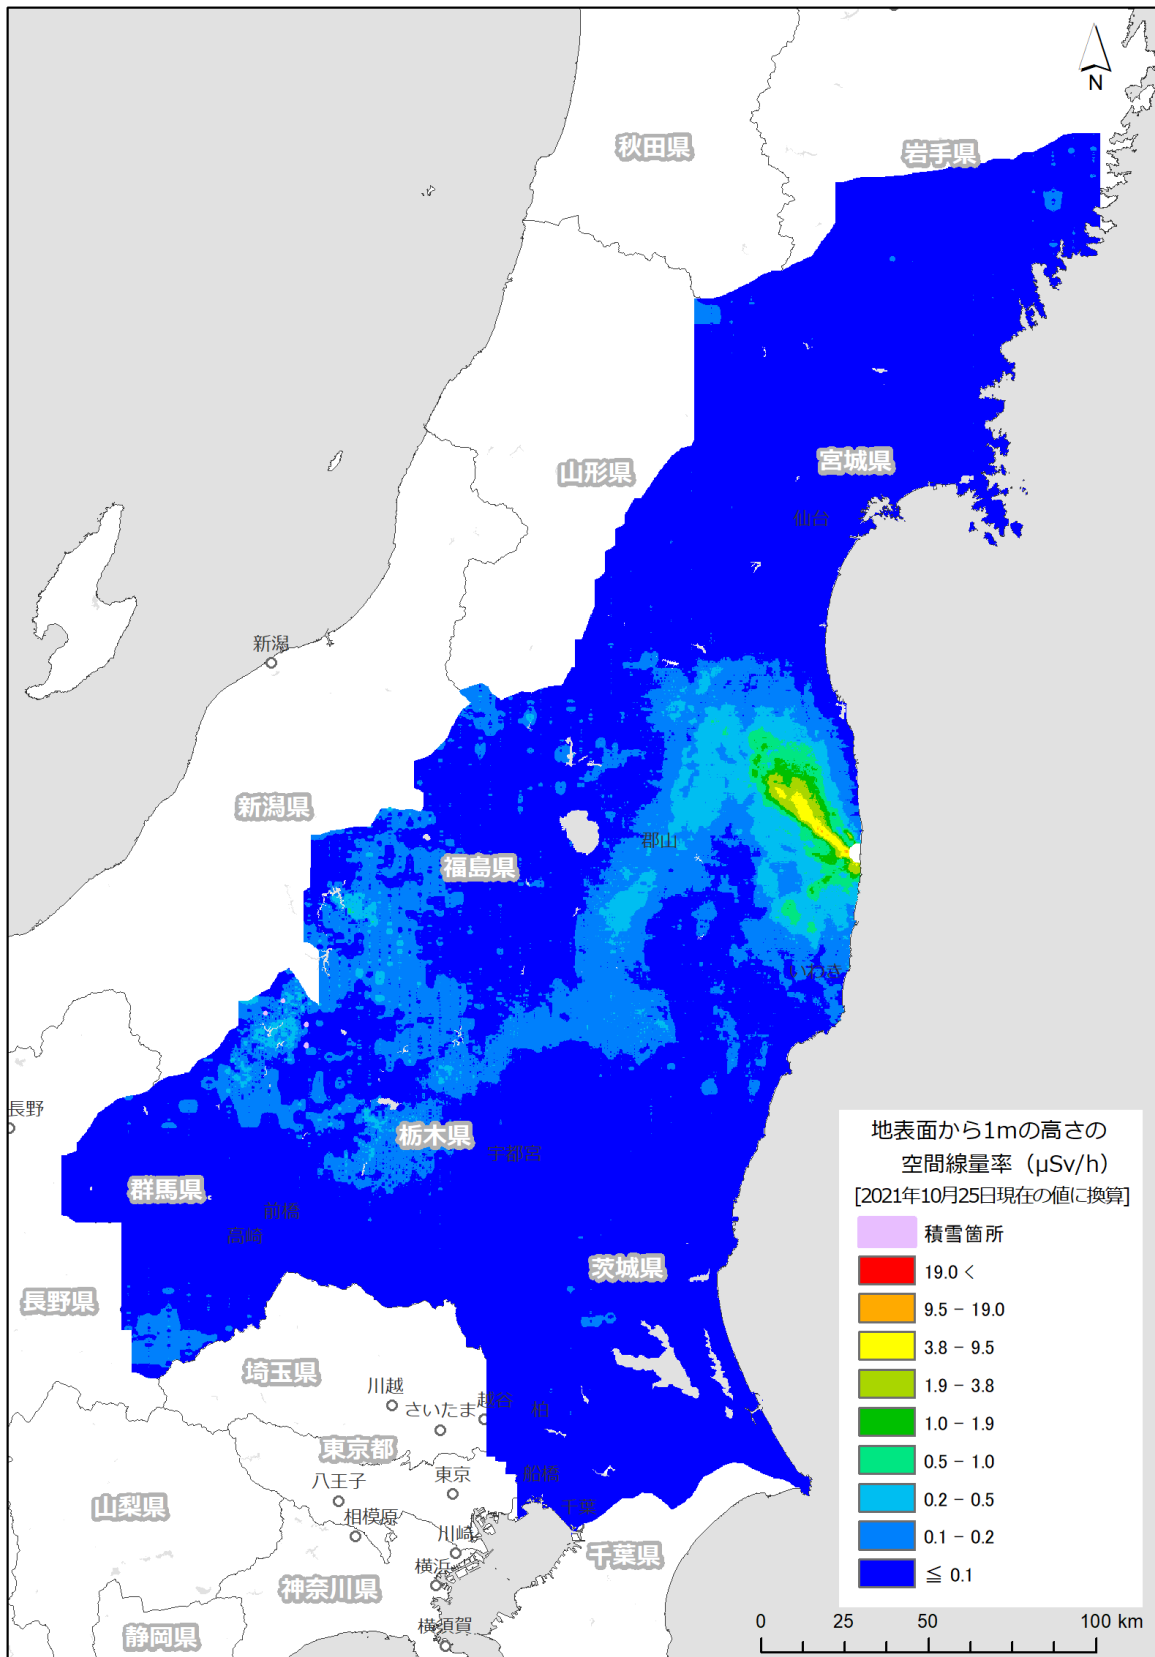 N
秋田県
岩手県
山形県
宮城県
仙台
新潟
新潟県
郡山
福島県
いわき
長野
栃木県
宇都宮
群馬県
前橋
高崎
茨城県
長野県
埼玉県
川越
越谷
柏
さいたま
東京都
八王子
東京
船橋
山梨県
相模原
千葉
川崎
千葉県
横浜
神奈川県
静岡県
横須賀
地表面から1mの高さの
空間線量率（μSv/h）
[2021年10月25日現在の値に換算]
積雪箇所
19.0 <
9.5 - 19.0
3.8 - 9.5
1.9 - 3.8
1.0 - 1.9
0.5 - 1.0
0.2 - 0.5
0.1 - 0.2
≦ 0.1
0 25 50 100 km